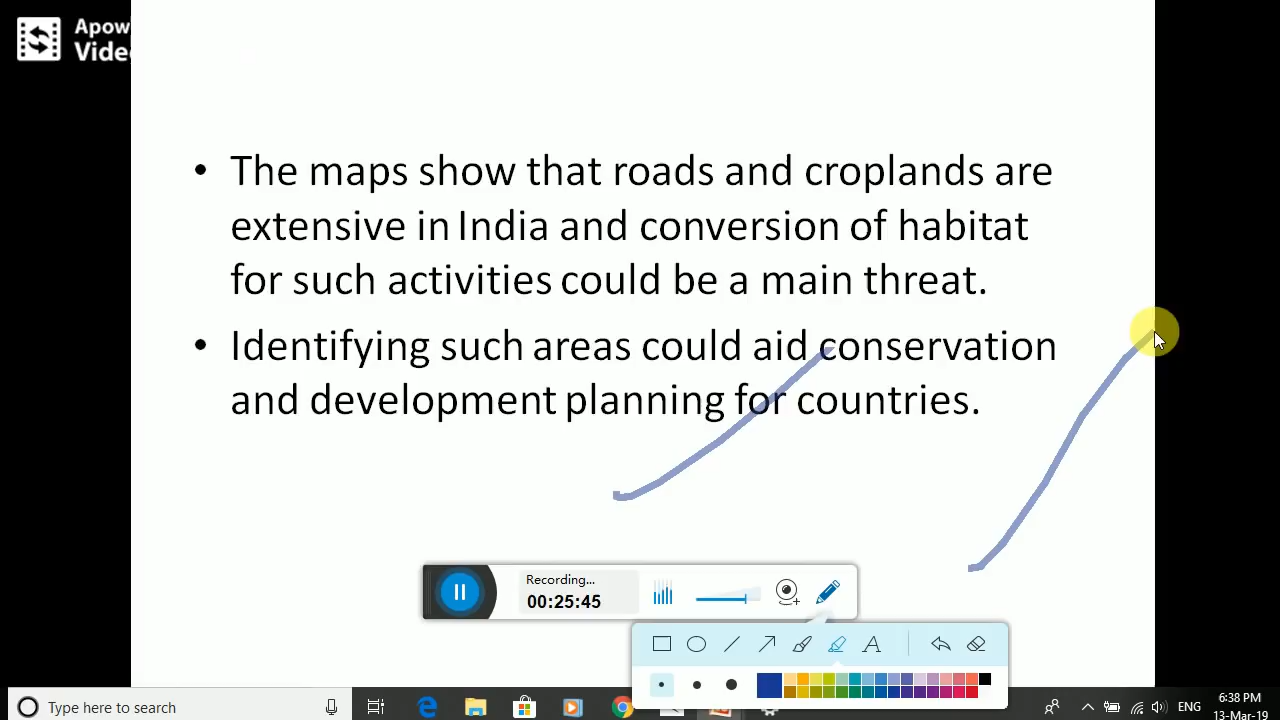 Apow
Vide
• The maps show that roads and croplands are
extensive in India and conversion of habitat
for such activities could be a main threat.
• Identifying such areas could aid conservation
and development planning for countries.
Recording...
00:25:45
A
Type here to search
ENG
6:38 PM
13-Mar-19